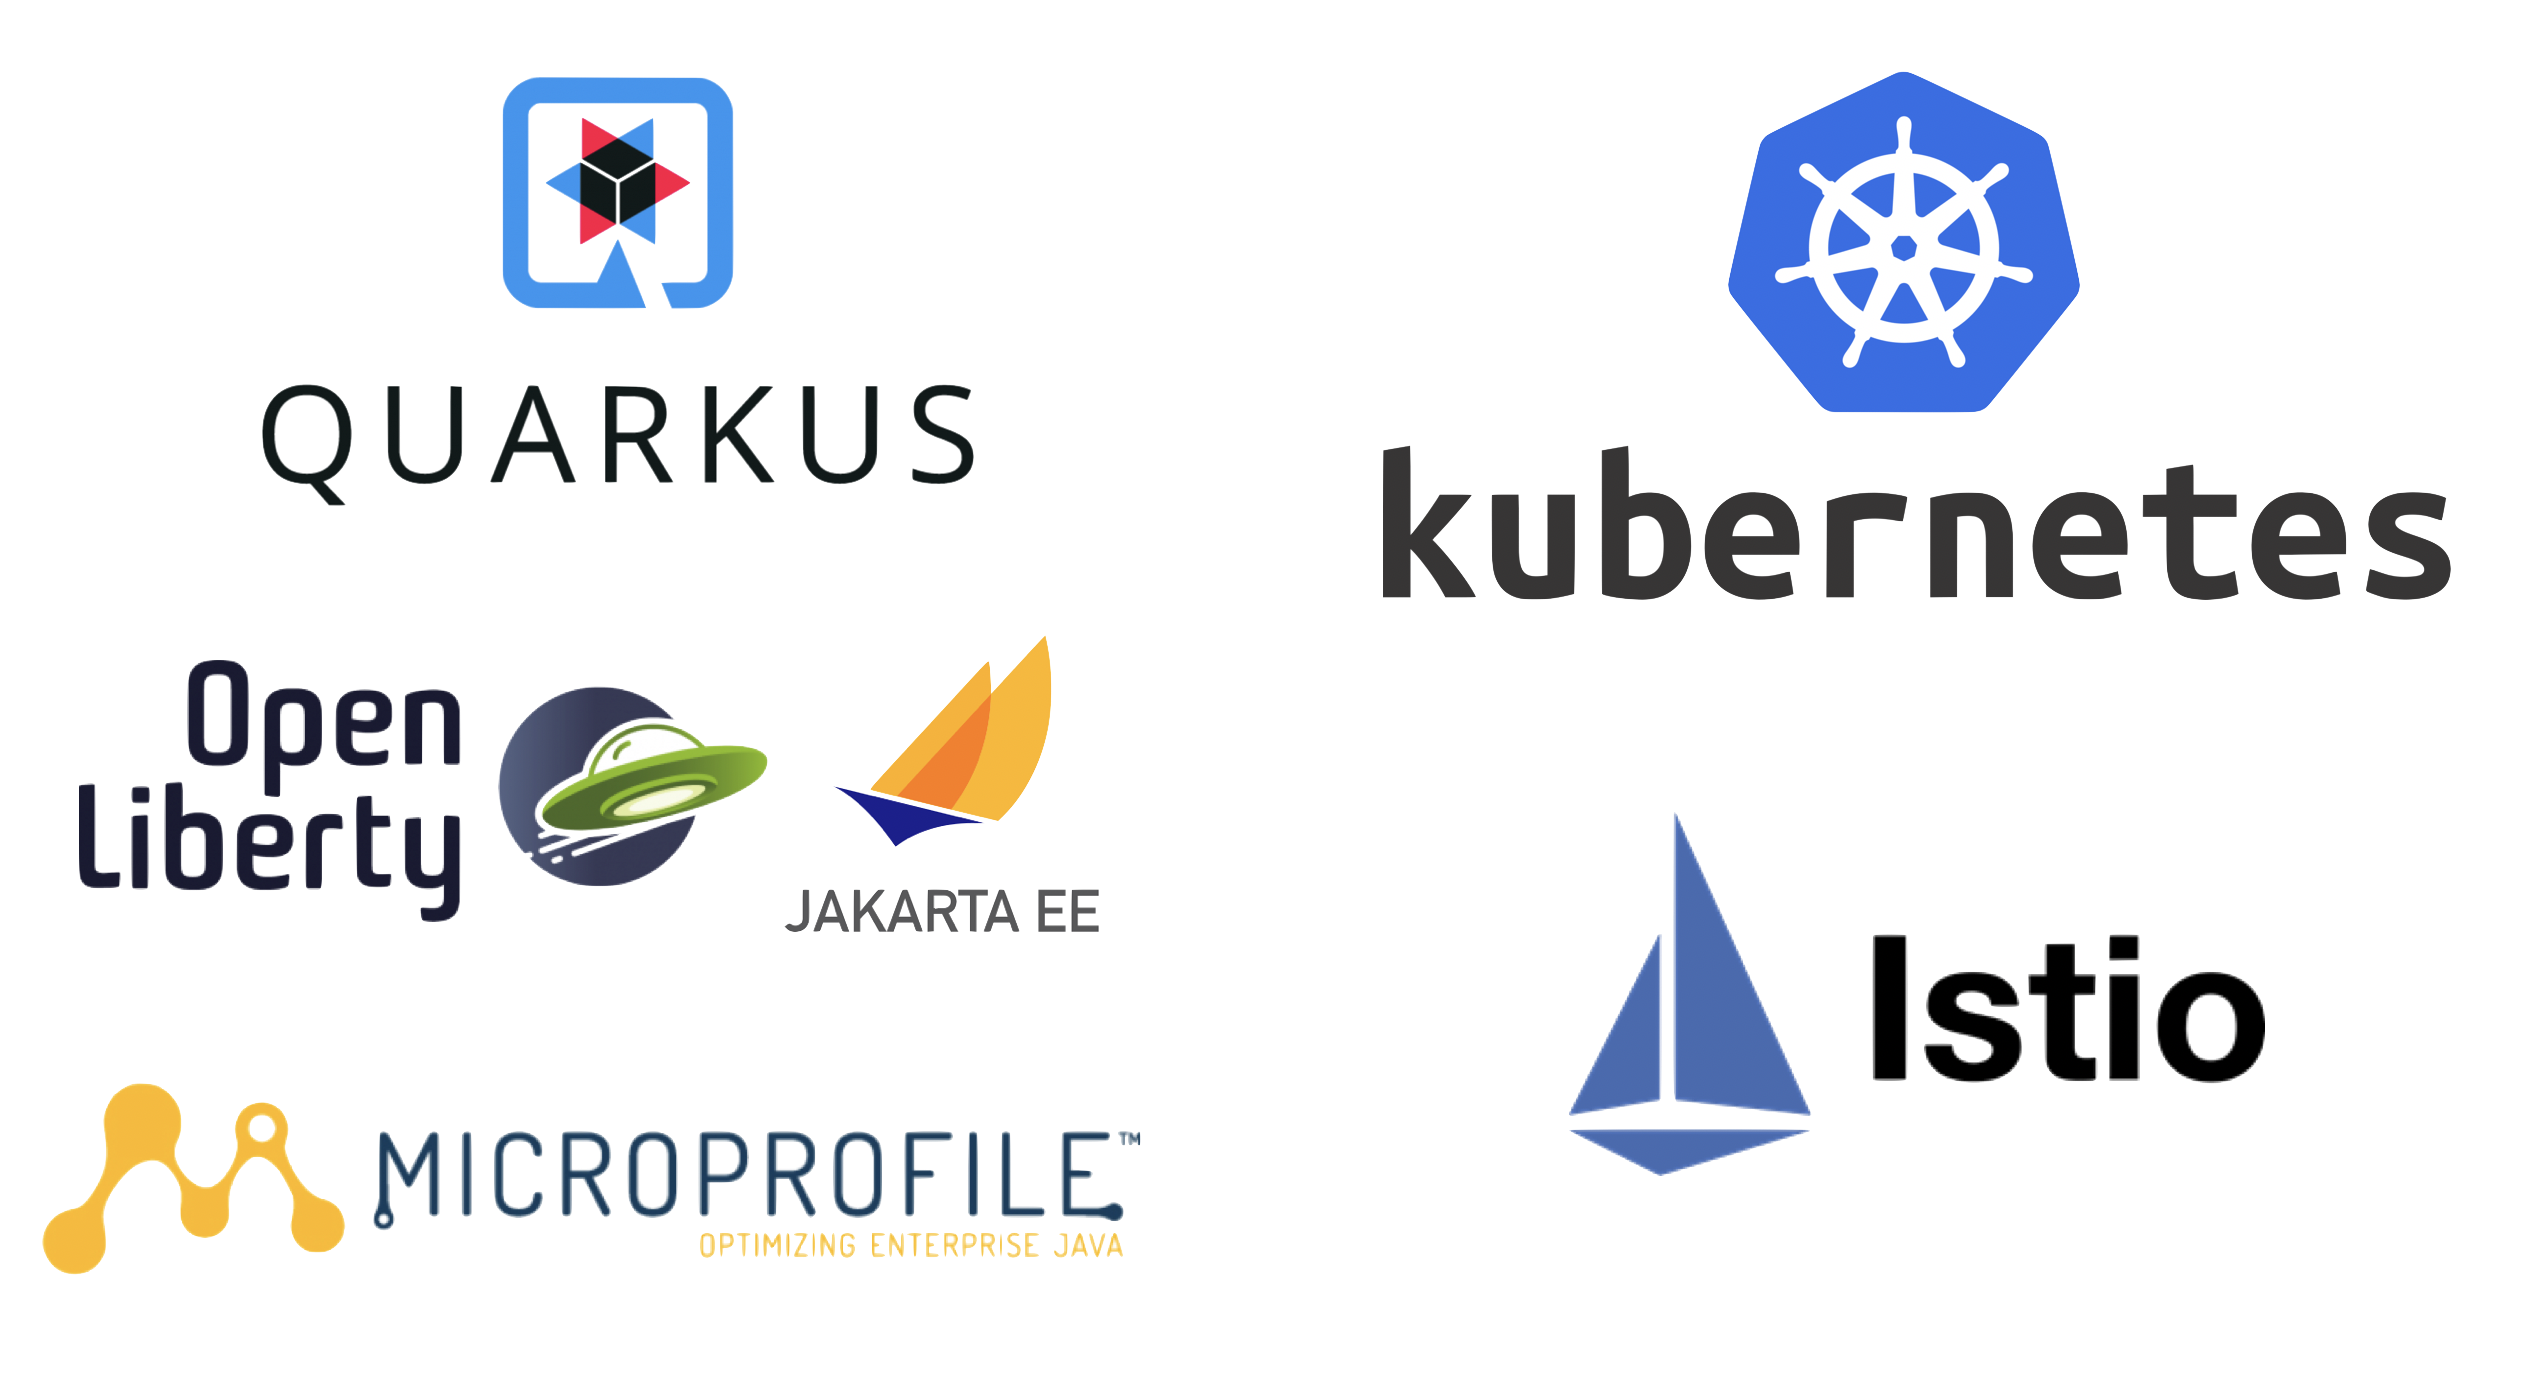 QUARKUS
kubernetes
Open
Liberty
JAKARTA EE
Istio
MICROPROFILE™
OPTIMIZING ENTERPRISE JAVA